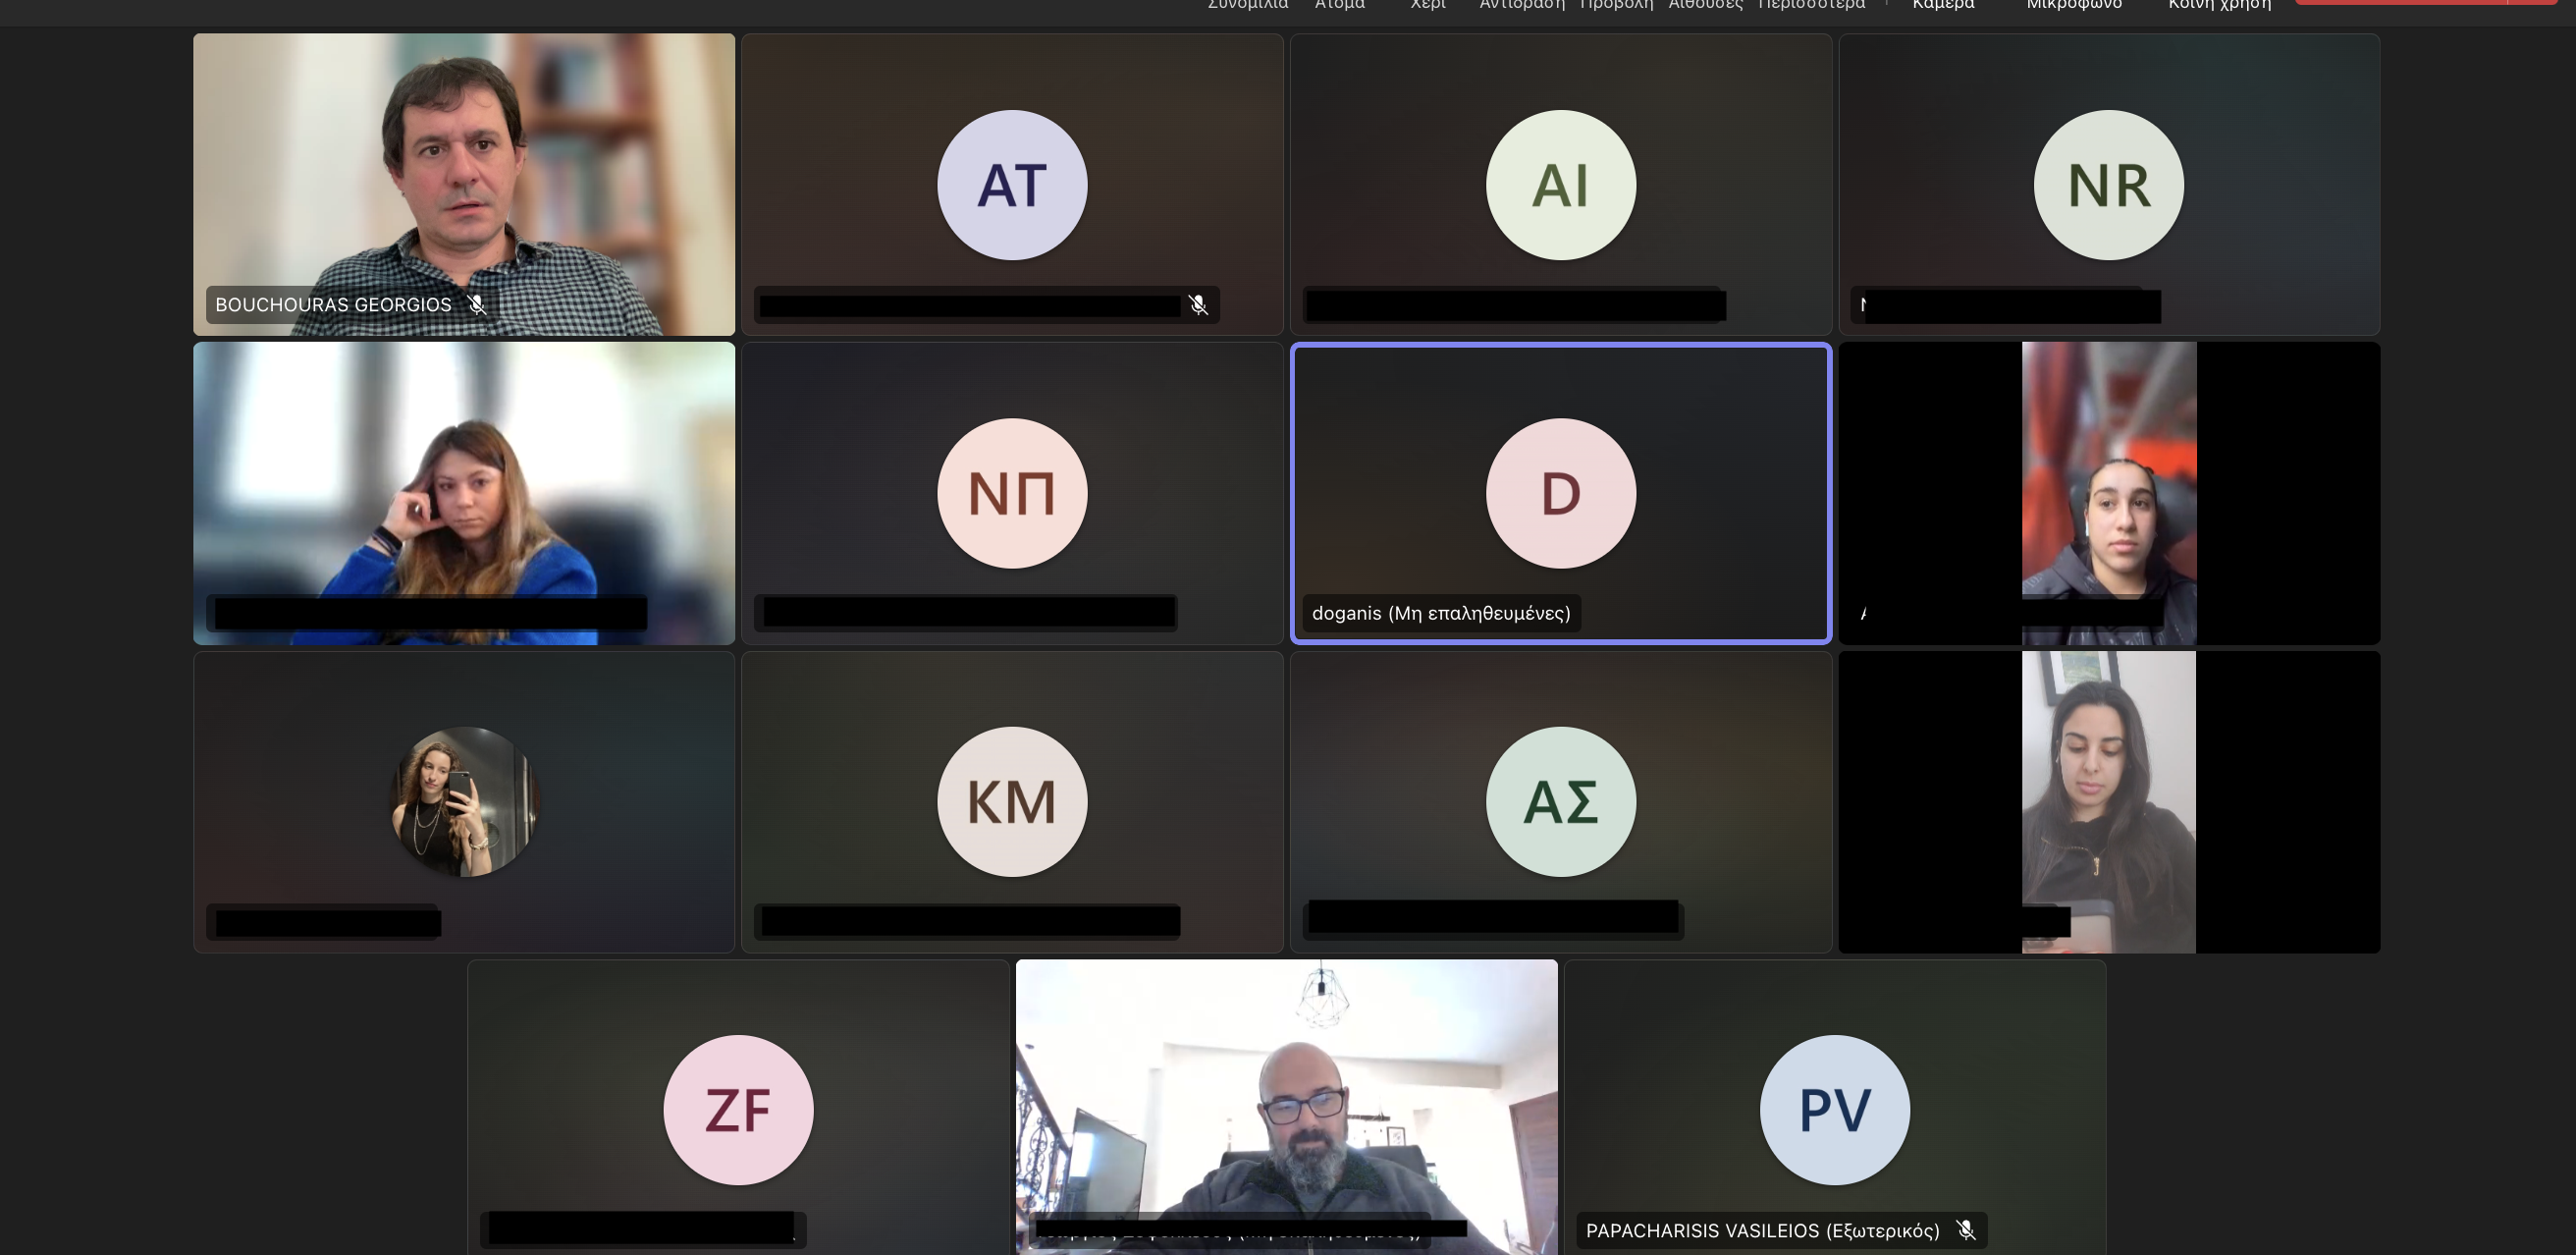 Συνομιλία Άτομα Χέρι Αντίδραση Προβολή Αίθουσες Περισσότερα Κάμερα Μικρόφωνο Κοινή χρήση
AT
AI
NR
BOUCHOURAS GEORGIOS
ΝΠ
D
doganis (Μη επαληθευμένες)
ΚΜ
ΑΣ
ZF
PV
PAPACHARISIS VASILEIOS (Εξωτερικός)